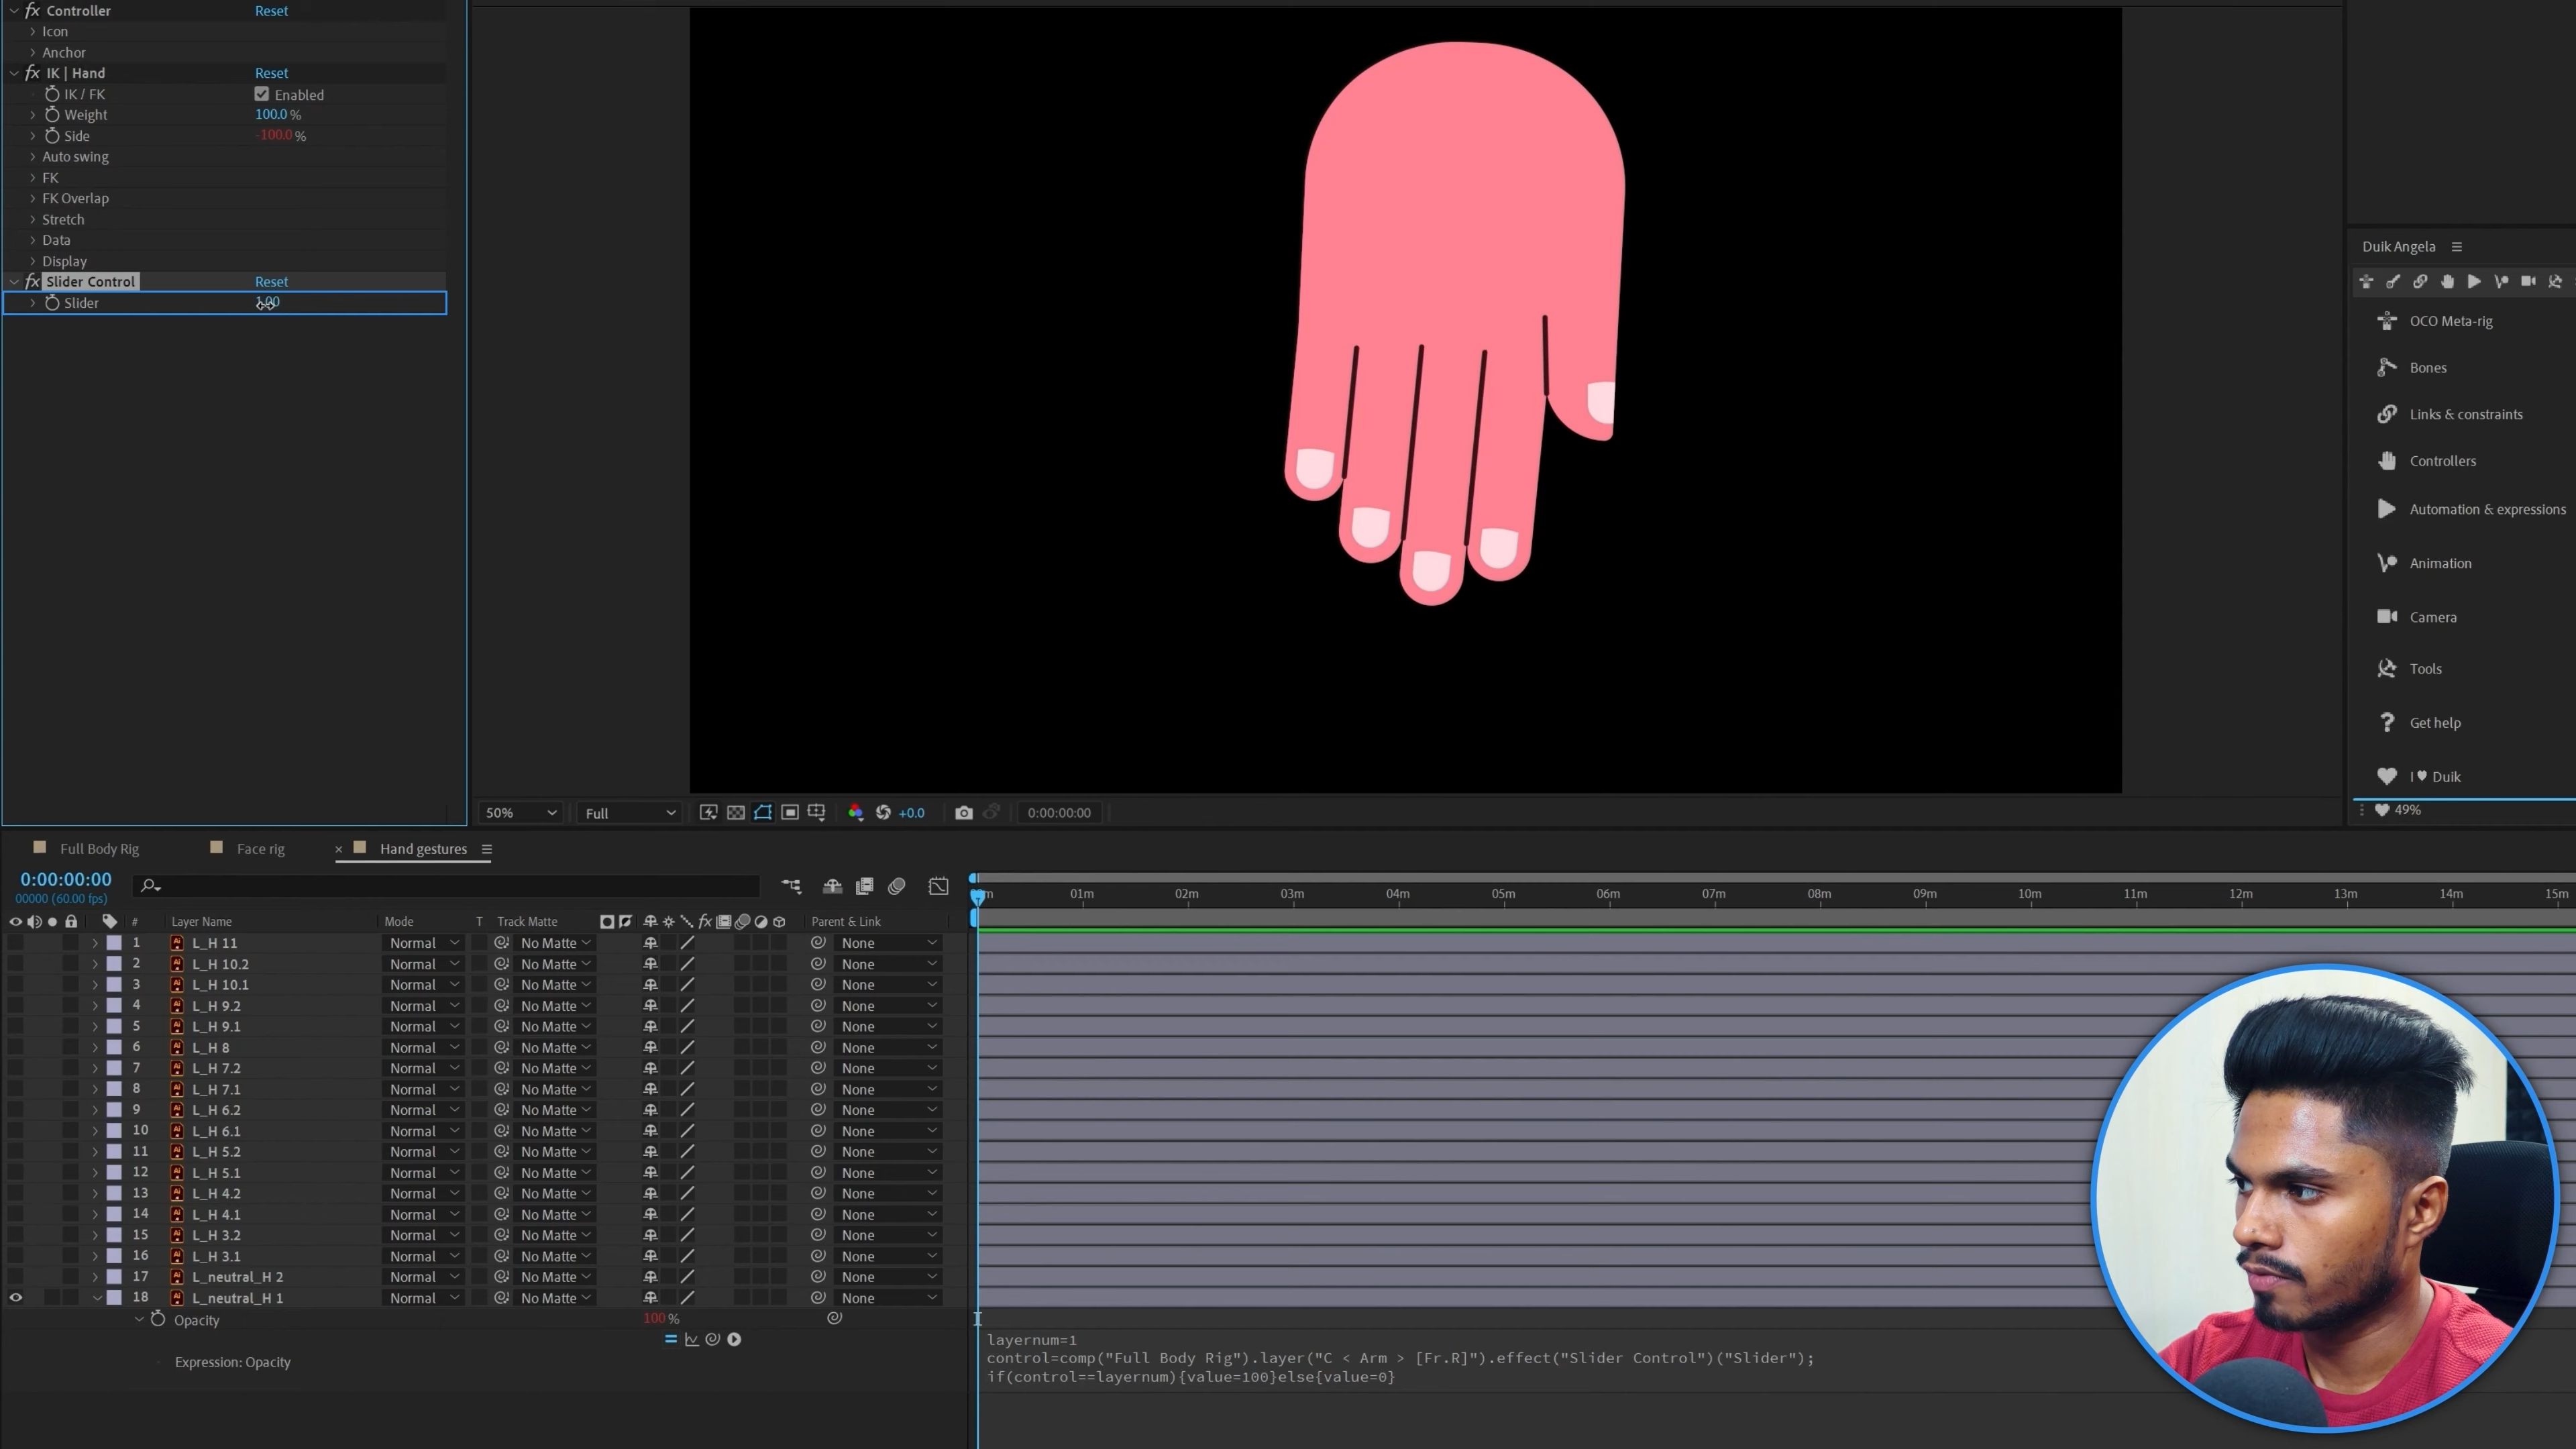 fx Controller Reset
Icon
Anchor
fx IK | Hand Reset
IK / FK Enabled
Weight 100.0 %
Side -100.0 %
Auto swing
FK
FK Overlap
Stretch
Data
Display
fx Slider Control Reset
Slider 1.00
Duik Angela
OCO Meta-rig
Bones
Links & constraints
Controllers
Automation & expressions
Animation
Camera
Tools
Get help
I ♥ Duik
49%
50% Full +0.0 0:00:00:00
Full Body Rig Face rig × Hand gestures
0:00:00:00
00000 (60.00 fps)
01m 02m 03m 04m 05m 06m 07m 08m 09m 10m 11m 12m 13m 14m 15m
# Layer Name Mode T Track Matte fx Parent & Link
1 L_H 11 Normal No Matte None
2 L_H 10.2 Normal No Matte None
3 L_H 10.1 Normal No Matte None
4 L_H 9.2 Normal No Matte None
5 L_H 9.1 Normal No Matte None
6 L_H 8 Normal No Matte None
7 L_H 7.2 Normal No Matte None
8 L_H 7.1 Normal No Matte None
9 L_H 6.2 Normal No Matte None
10 L_H 6.1 Normal No Matte None
11 L_H 5.2 Normal No Matte None
12 L_H 5.1 Normal No Matte None
13 L_H 4.2 Normal No Matte None
14 L_H 4.1 Normal No Matte None
15 L_H 3.2 Normal No Matte None
16 L_H 3.1 Normal No Matte None
17 L_neutral_H 2 Normal No Matte None
18 L_neutral_H 1 Normal No Matte None
Opacity 100 %
Expression: Opacity
layernum=1
control=comp("Full Body Rig").layer("C < Arm > [Fr.R]").effect("Slider Control")("Slider");
if(control==layernum){value=100}else{value=0}